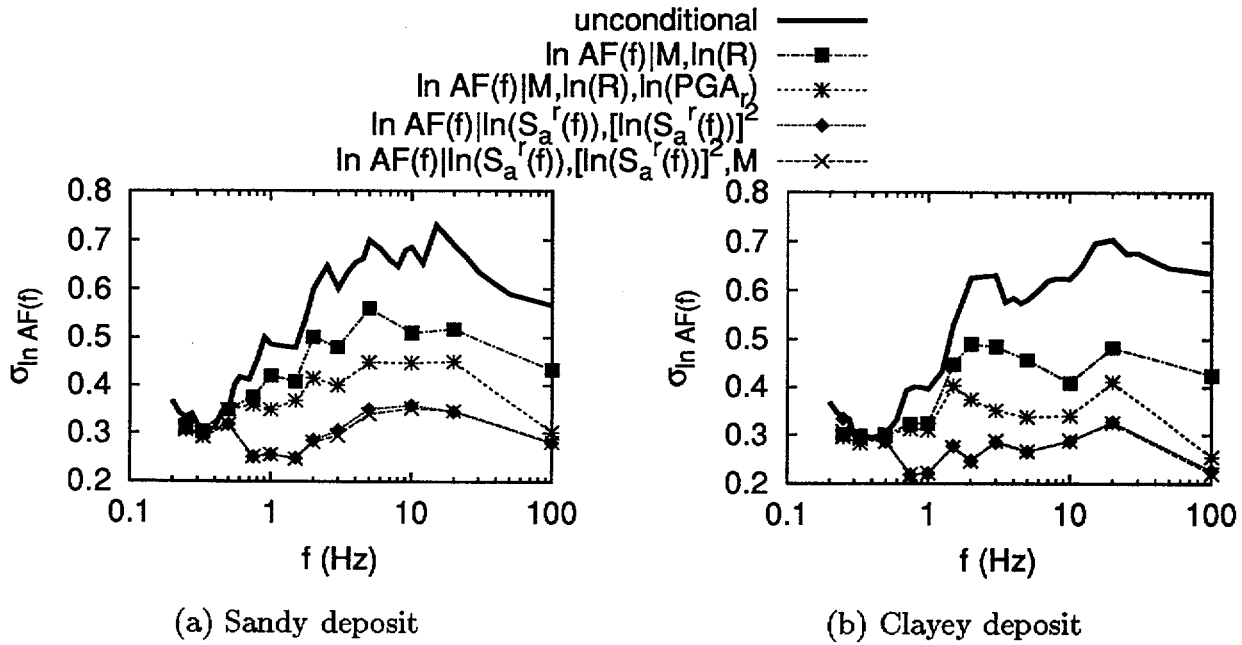 unconditional
ln AF(f)|M,ln(R)
ln AF(f)|M,ln(R),ln(PGA_r)
ln AF(f)|ln(S_a^r(f)),[ln(S_a^r(f))]^2
ln AF(f)|ln(S_a^r(f)),[ln(S_a^r(f))]^2,M
0.8
0.7
0.6
0.5
0.4
0.3
0.2
σ_ln AF(f)
0.1 1 10 100
f (Hz)
(a) Sandy deposit
0.8
0.7
0.6
0.5
0.4
0.3
0.2
σ_ln AF(f)
0.1 1 10 100
f (Hz)
(b) Clayey deposit